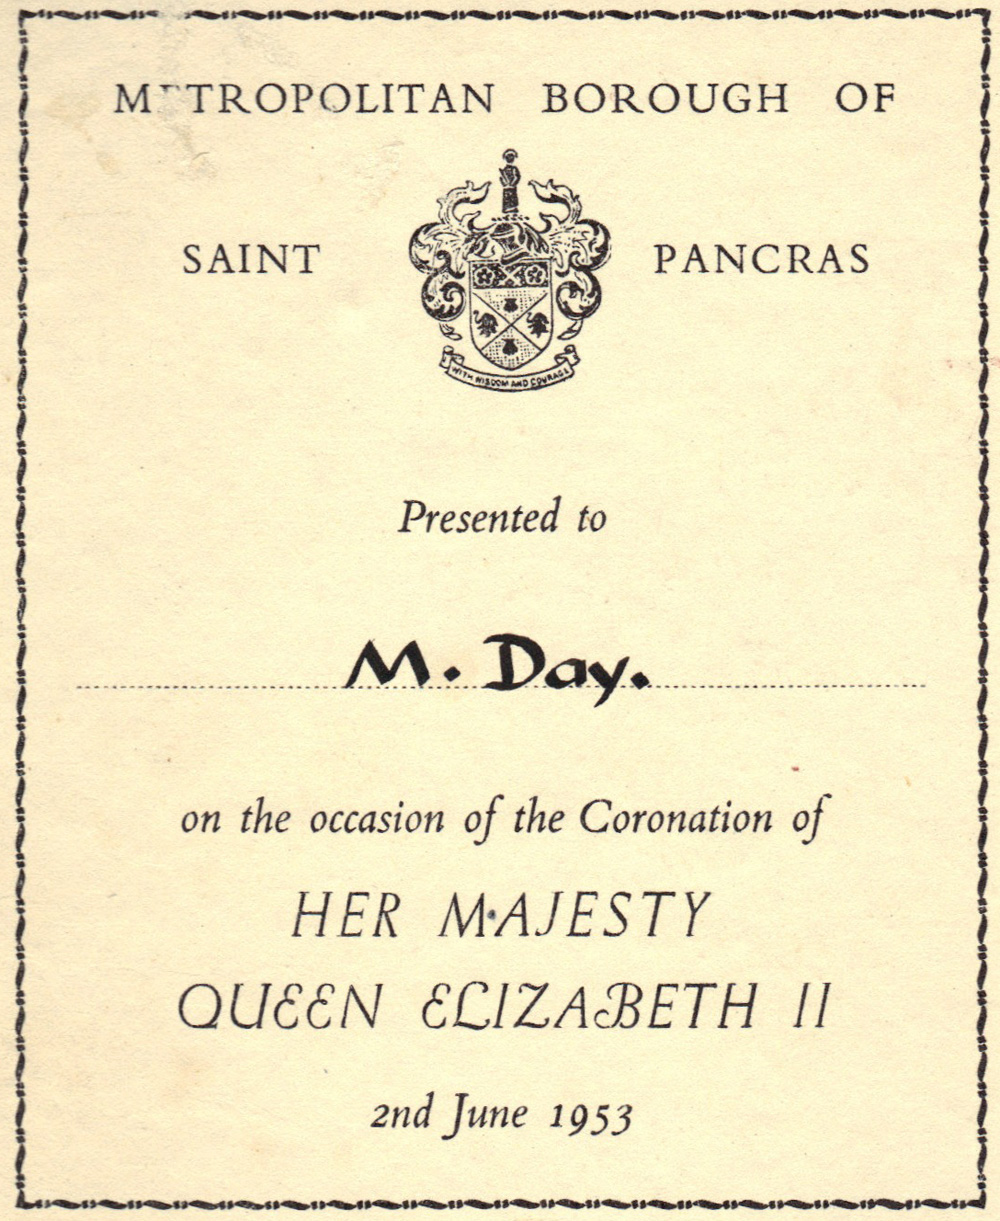 METROPOLITAN BOROUGH OF
SAINT PANCRAS
WITH WISDOM AND COURAGE
Presented to
M. Day.
on the occasion of the Coronation of
HER MAJESTY
QUEEN ELIZABETH II
2nd June 1953